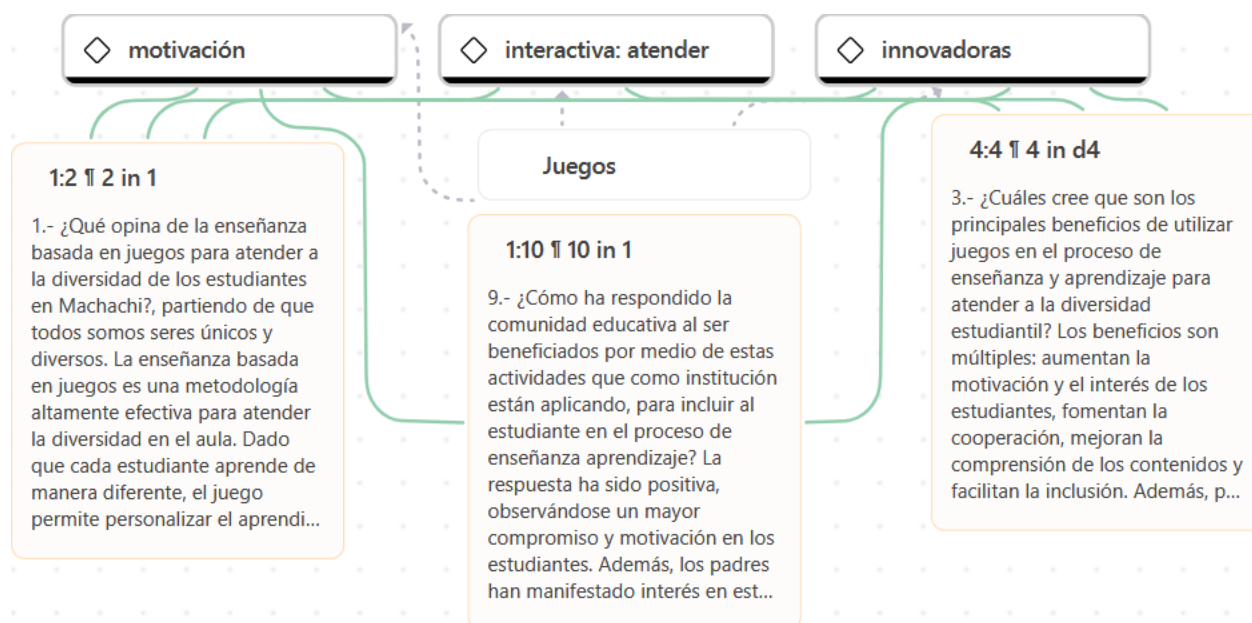 motivación
interactiva: atender
innovadoras
Juegos
1:2 ¶ 2 in 1
1.- ¿Qué opina de la enseñanza
basada en juegos para atender a
la diversidad de los estudiantes
en Machachi?, partiendo de que
todos somos seres únicos y
diversos. La enseñanza basada
en juegos es una metodología
altamente efectiva para atender
la diversidad en el aula. Dado
que cada estudiante aprende de
manera diferente, el juego
permite personalizar el aprendi...
1:10 ¶ 10 in 1
9.- ¿Cómo ha respondido la
comunidad educativa al ser
beneficiados por medio de estas
actividades que como institución
están aplicando, para incluir al
estudiante en el proceso de
enseñanza aprendizaje? La
respuesta ha sido positiva,
observándose un mayor
compromiso y motivación en los
estudiantes. Además, los padres
han manifestado interés en est...
4:4 ¶ 4 in d4
3.- ¿Cuáles cree que son los
principales beneficios de utilizar
juegos en el proceso de
enseñanza y aprendizaje para
atender a la diversidad
estudiantil? Los beneficios son
múltiples: aumentan la
motivación y el interés de los
estudiantes, fomentan la
cooperación, mejoran la
comprensión de los contenidos y
facilitan la inclusión. Además, p...